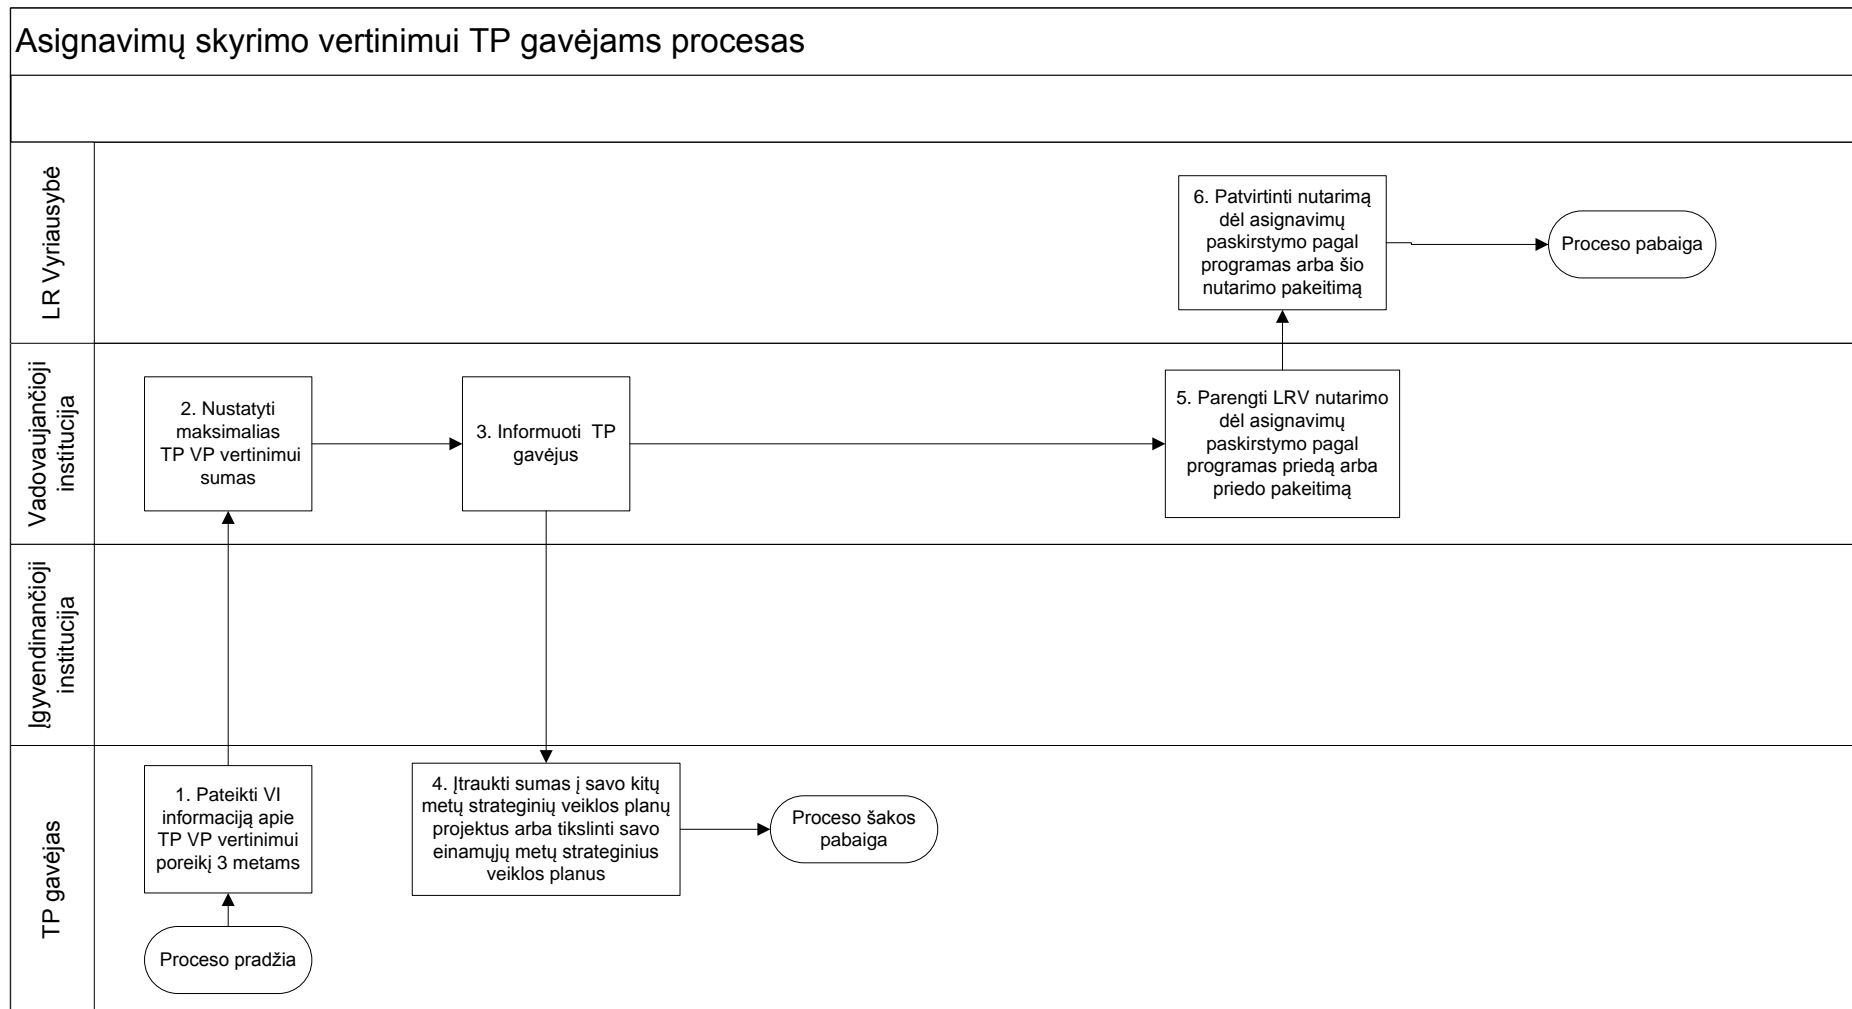 Asignavimų skyrimo vertinimui TP gavėjams procesas
LR Vyriausybė
6. Patvirtinti nutarimą
dėl asignavimų
paskirstymo pagal
programas arba šio
nutarimo pakeitimą
Proceso pabaiga
Vadovaujančioji
institucija
2. Nustatyti
maksimalias
TP VP vertinimui
sumas
3. Informuoti TP
gavėjus
5. Parengti LRV nutarimo
dėl asignavimų
paskirstymo pagal
programas priedą arba
priedo pakeitimą
Įgyvendinančioji
institucija
TP gavėjas
1. Pateikti VI
informaciją apie
TP VP vertinimui
poreikį 3 metams
4. Įtraukti sumas į savo kitų
metų strateginių veiklos planų
projektus arba tikslinti savo
einamųjų metų strateginius
veiklos planus
Proceso šakos
pabaiga
Proceso pradžia